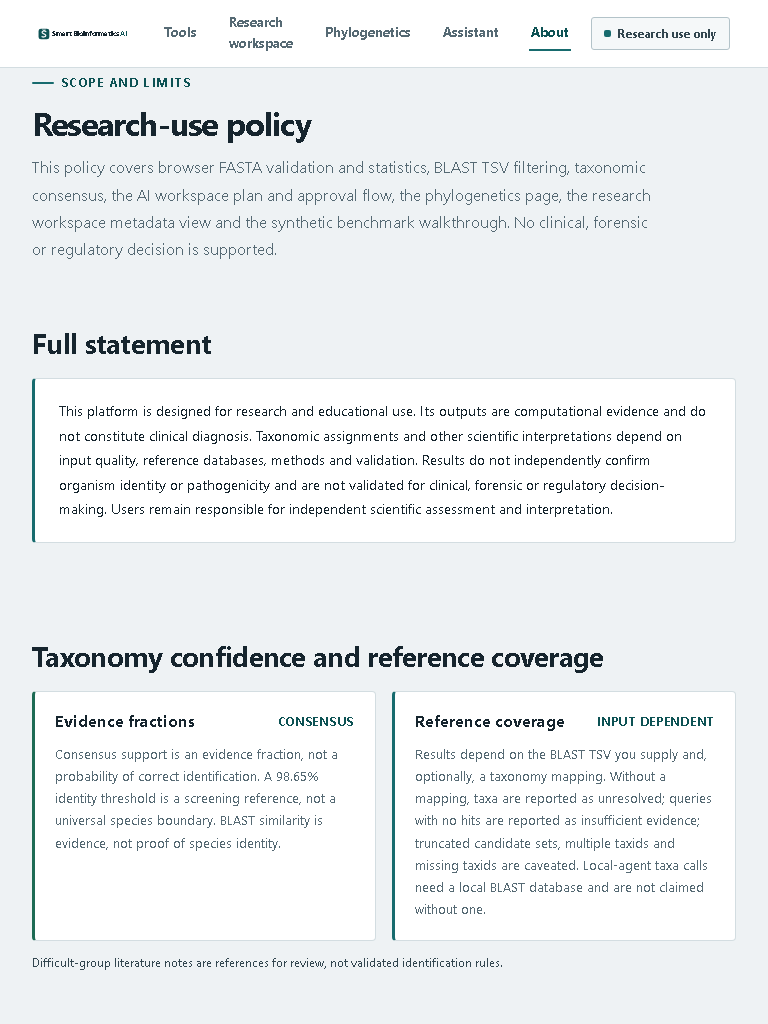 Smart Bioinformatics AI
Tools
Research
workspace
Phylogenetics
Assistant
About
Research use only
SCOPE AND LIMITS
Research-use policy
This policy covers browser FASTA validation and statistics, BLAST TSV filtering, taxonomic
consensus, the AI workspace plan and approval flow, the phylogenetics page, the research
workspace metadata view and the synthetic benchmark walkthrough. No clinical, forensic
or regulatory decision is supported.
Full statement
This platform is designed for research and educational use. Its outputs are computational evidence and do
not constitute clinical diagnosis. Taxonomic assignments and other scientific interpretations depend on
input quality, reference databases, methods and validation. Results do not independently confirm
organism identity or pathogenicity and are not validated for clinical, forensic or regulatory decision-
making. Users remain responsible for independent scientific assessment and interpretation.
Taxonomy confidence and reference coverage
Evidence fractions
CONSENSUS
Consensus support is an evidence fraction, not a
probability of correct identification. A 98.65%
identity threshold is a screening reference, not a
universal species boundary. BLAST similarity is
evidence, not proof of species identity.
Reference coverage
INPUT DEPENDENT
Results depend on the BLAST TSV you supply and,
optionally, a taxonomy mapping. Without a
mapping, taxa are reported as unresolved; queries
with no hits are reported as insufficient evidence;
truncated candidate sets, multiple taxids and
missing taxids are caveated. Local-agent taxa calls
need a local BLAST database and are not claimed
without one.
Difficult-group literature notes are references for review, not validated identification rules.